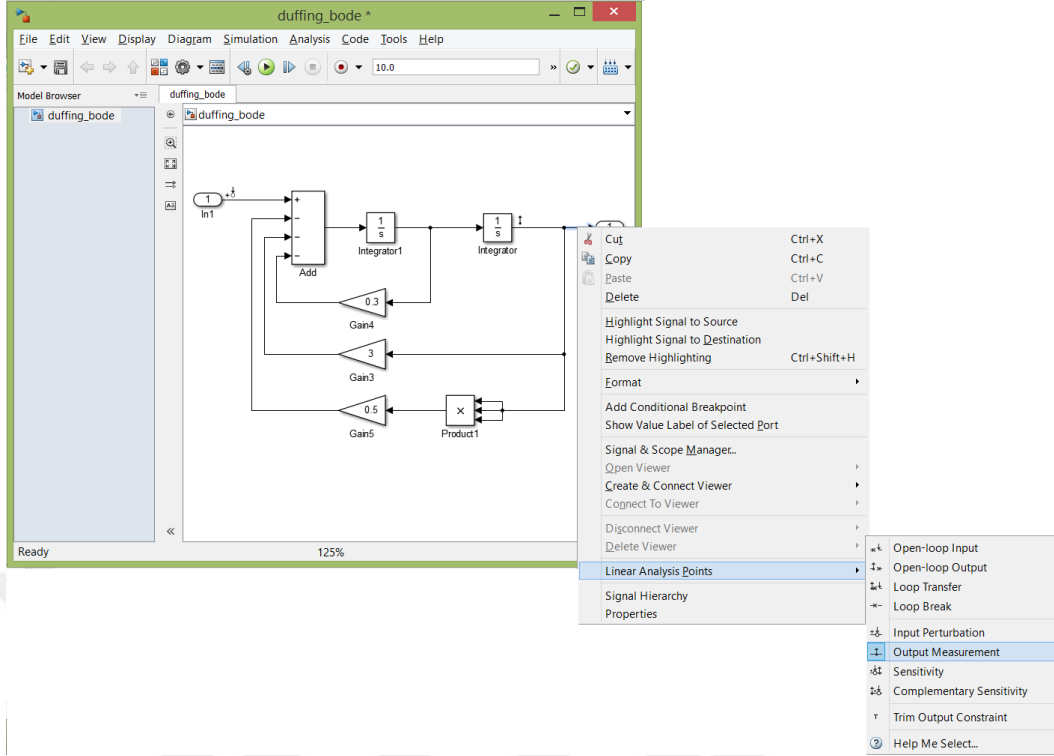 duffing_bode *
File Edit View Display Diagram Simulation Analysis Code Tools Help
10.0
»
Model Browser
duffing_bode
duffing_bode
duffing_bode
1
In1
+
−
−
−
Add
1
s
Integrator1
1
s
Integrator
1
0.3
Gain4
3
Gain3
0.5
Gain5
×
Product1
«
Ready
125%
Cut Ctrl+X
Copy Ctrl+C
Paste Ctrl+V
Delete Del
Highlight Signal to Source
Highlight Signal to Destination
Remove Highlighting Ctrl+Shift+H
Format
Add Conditional Breakpoint
Show Value Label of Selected Port
Signal & Scope Manager...
Open Viewer
Create & Connect Viewer
Connect To Viewer
Disconnect Viewer
Delete Viewer
Linear Analysis Points
Signal Hierarchy
Properties
Open-loop Input
Open-loop Output
Loop Transfer
Loop Break
Input Perturbation
Output Measurement
Sensitivity
Complementary Sensitivity
T Trim Output Constraint
? Help Me Select...